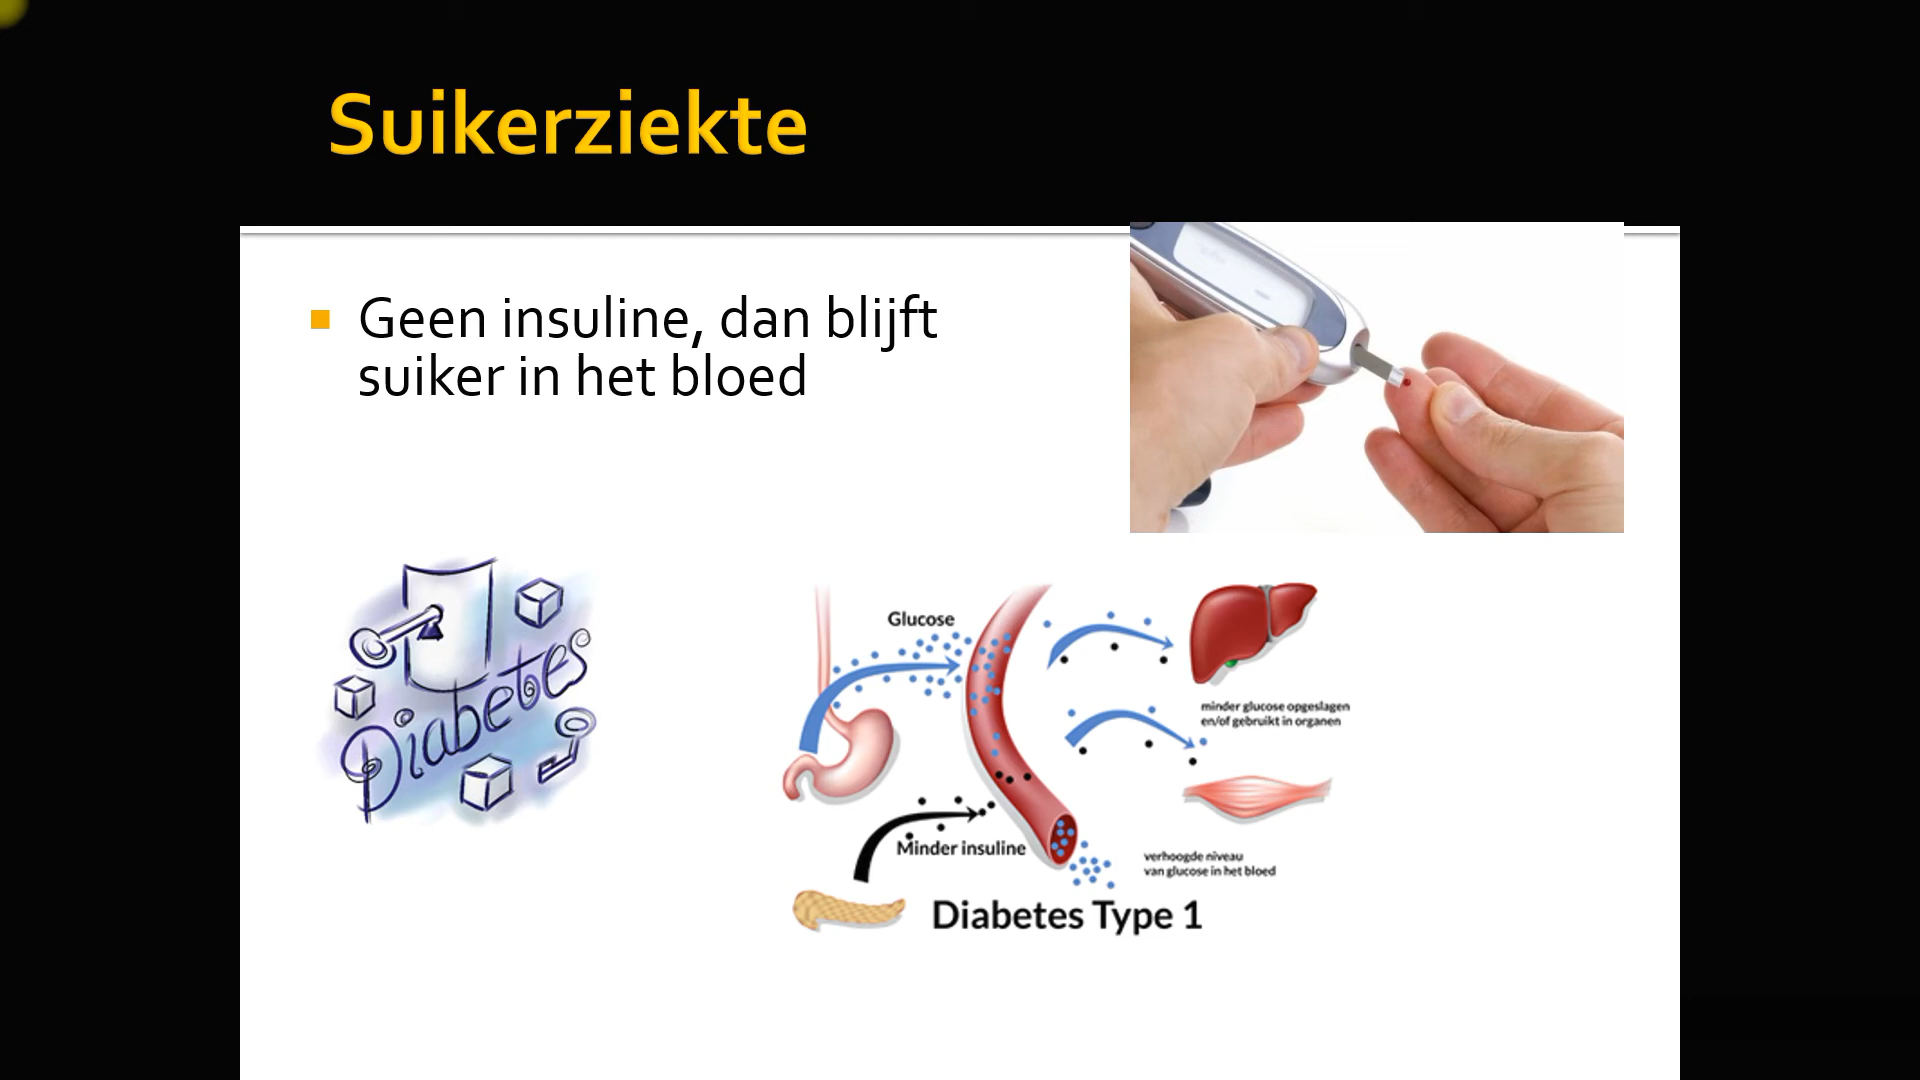 Suikerziekte
Geen insuline, dan blijft
suiker in het bloed
Diabetes
Glucose
minder glucose opgeslagen
en/of gebruikt in organen
Minder insuline
verhoogde niveau
van glucose in het bloed
Diabetes Type 1